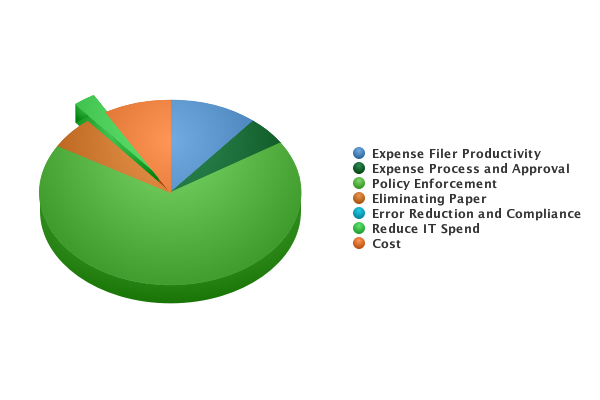 Expense Filer Productivity
Expense Process and Approval
Policy Enforcement
Eliminating Paper
Error Reduction and Compliance
Reduce IT Spend
Cost